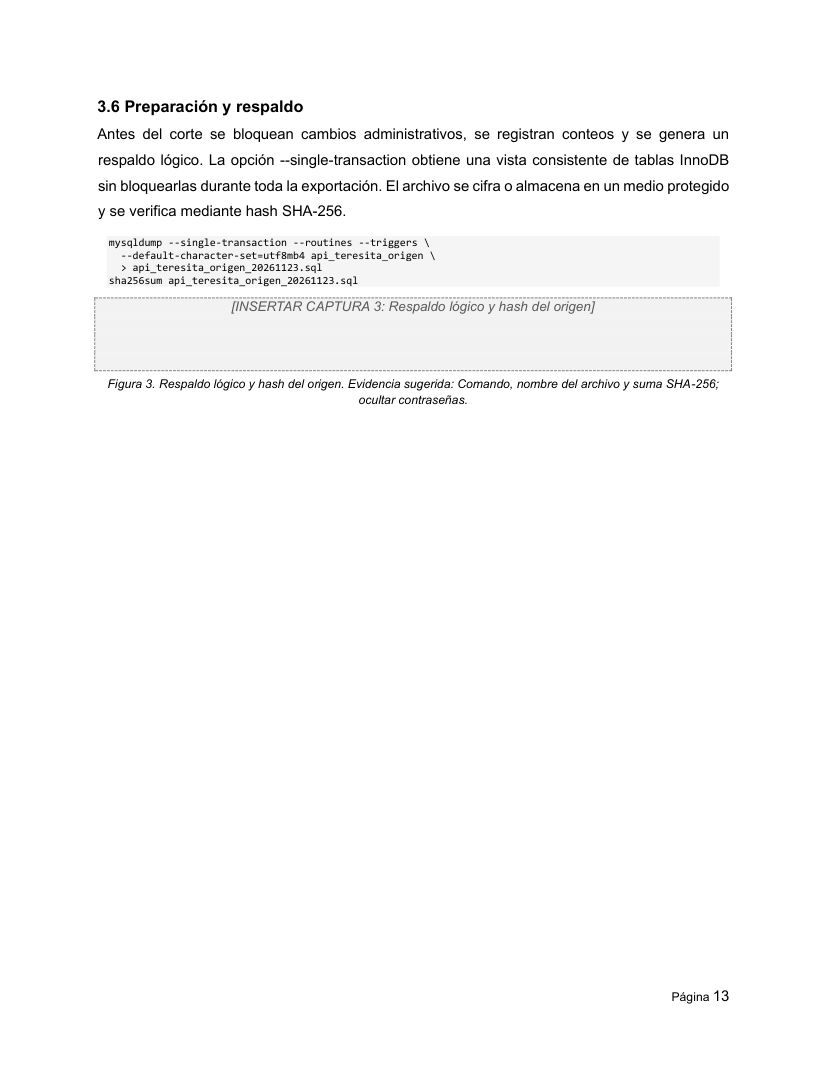 3.6 Preparación y respaldo
Antes del corte se bloquean cambios administrativos, se registran conteos y se genera un
respaldo lógico. La opción --single-transaction obtiene una vista consistente de tablas InnoDB
sin bloquearlas durante toda la exportación. El archivo se cifra o almacena en un medio protegido
y se verifica mediante hash SHA-256.
mysqldump --single-transaction --routines --triggers \
  --default-character-set=utf8mb4 api_teresita_origen \
  > api_teresita_origen_20261123.sql
sha256sum api_teresita_origen_20261123.sql
[INSERTAR CAPTURA 3: Respaldo lógico y hash del origen]
Figura 3. Respaldo lógico y hash del origen. Evidencia sugerida: Comando, nombre del archivo y suma SHA-256;
ocultar contraseñas.
Página 13